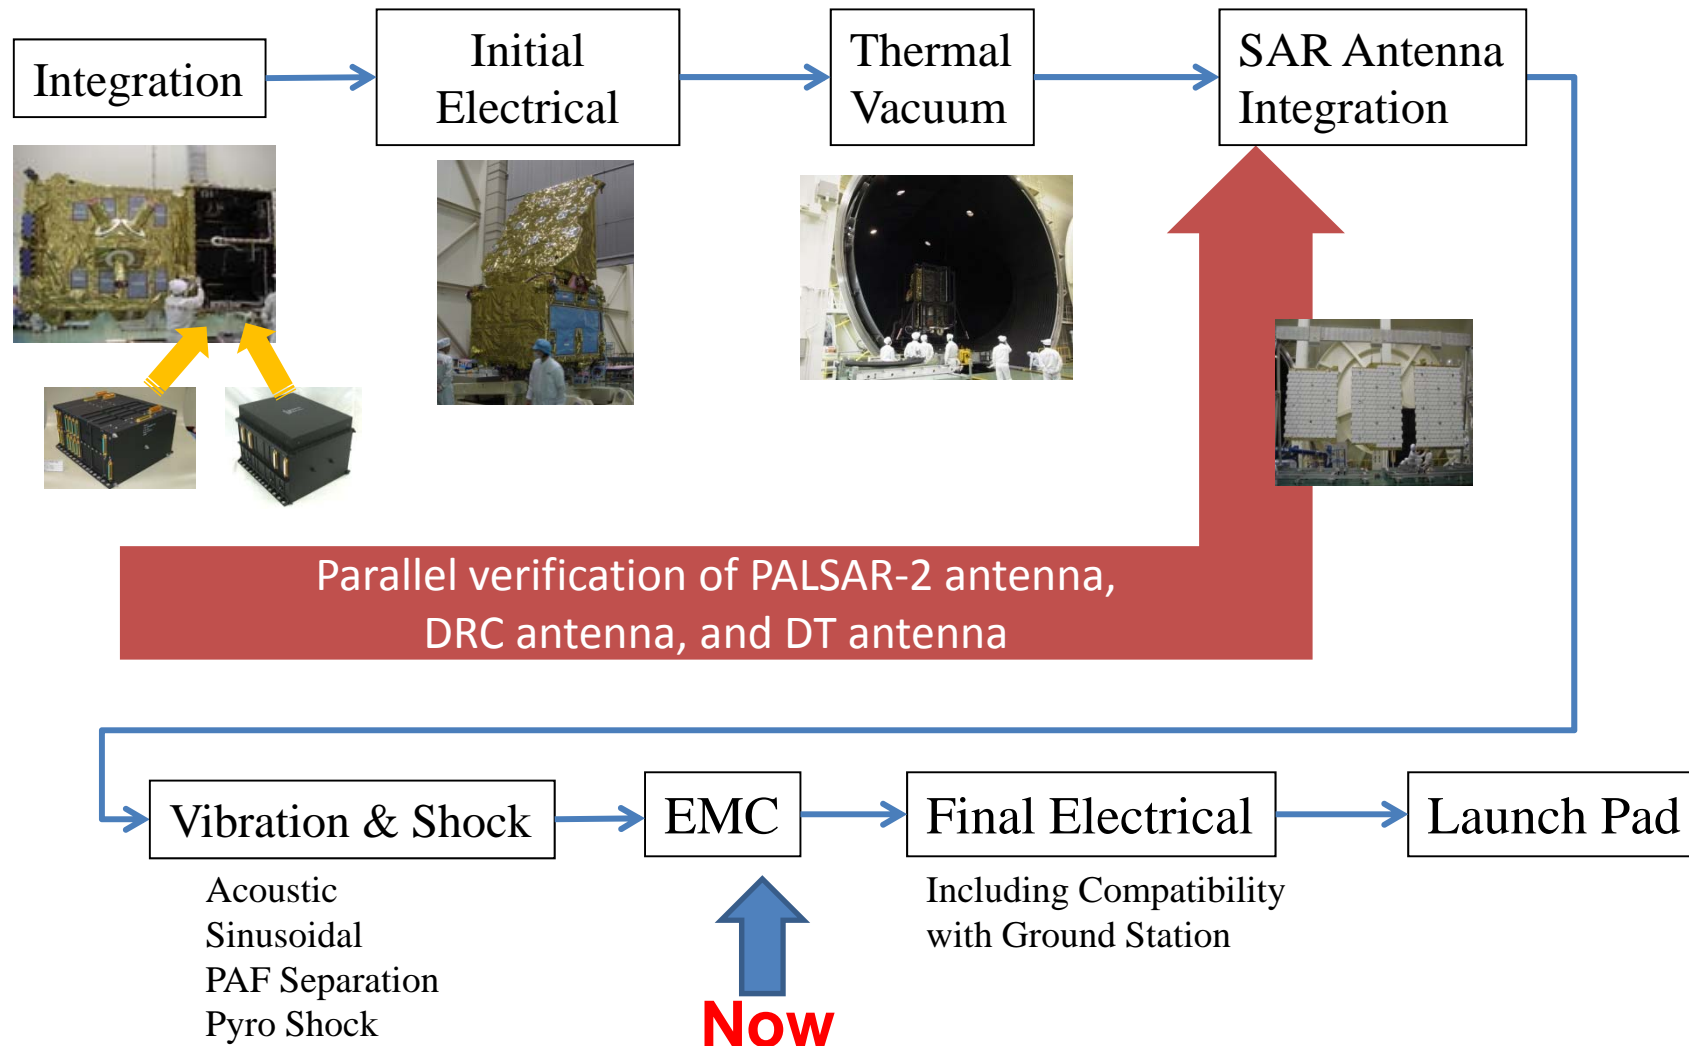 Integration
Initial
Electrical
Thermal
Vacuum
SAR Antenna
Integration
Parallel verification of PALSAR-2 antenna,
DRC antenna, and DT antenna
Vibration & Shock
EMC
Final Electrical
Launch Pad
Acoustic
Sinusoidal
PAF Separation
Pyro Shock
Including Compatibility
with Ground Station
Now